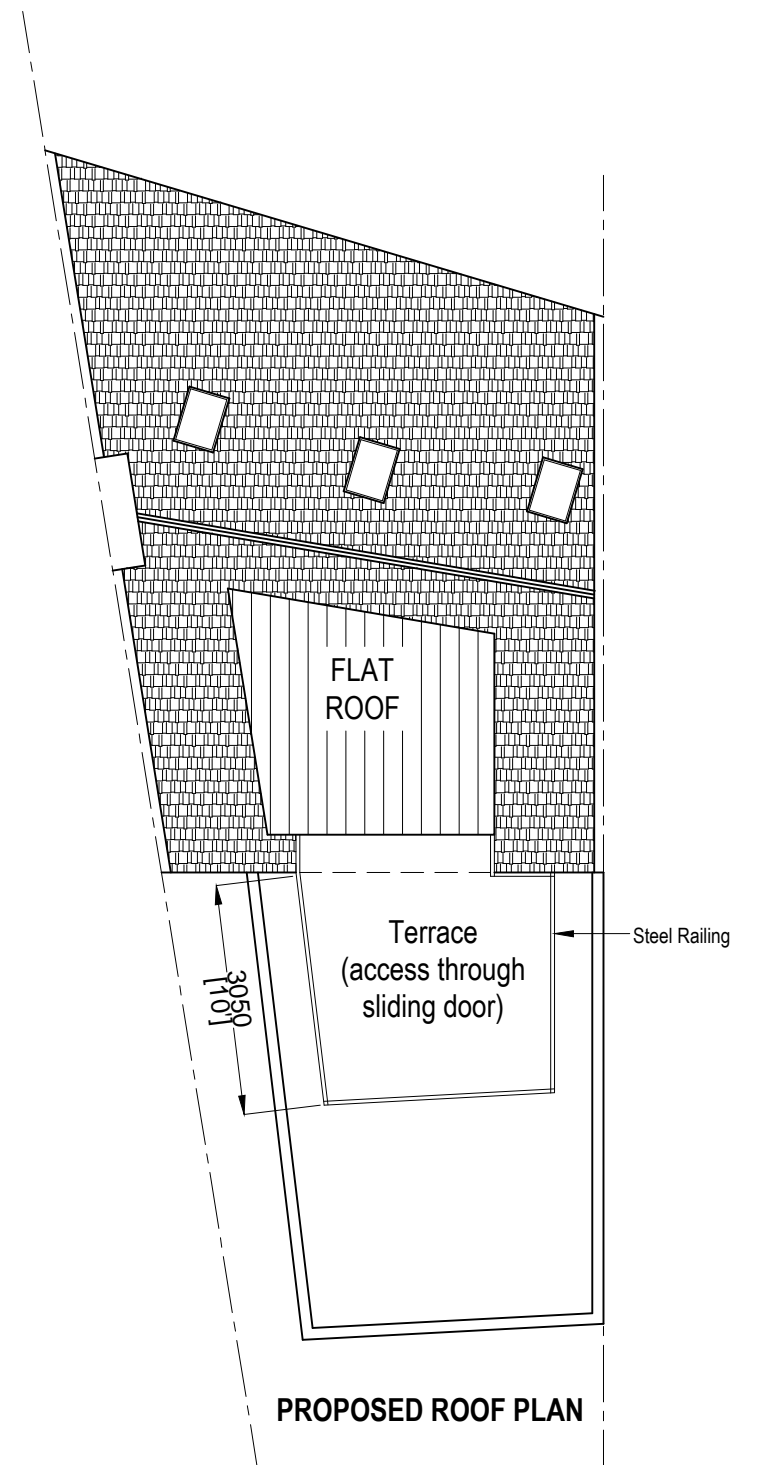 FLAT
ROOF
Terrace
(access through
sliding door)
Steel Railing
3050
[10']
PROPOSED ROOF PLAN